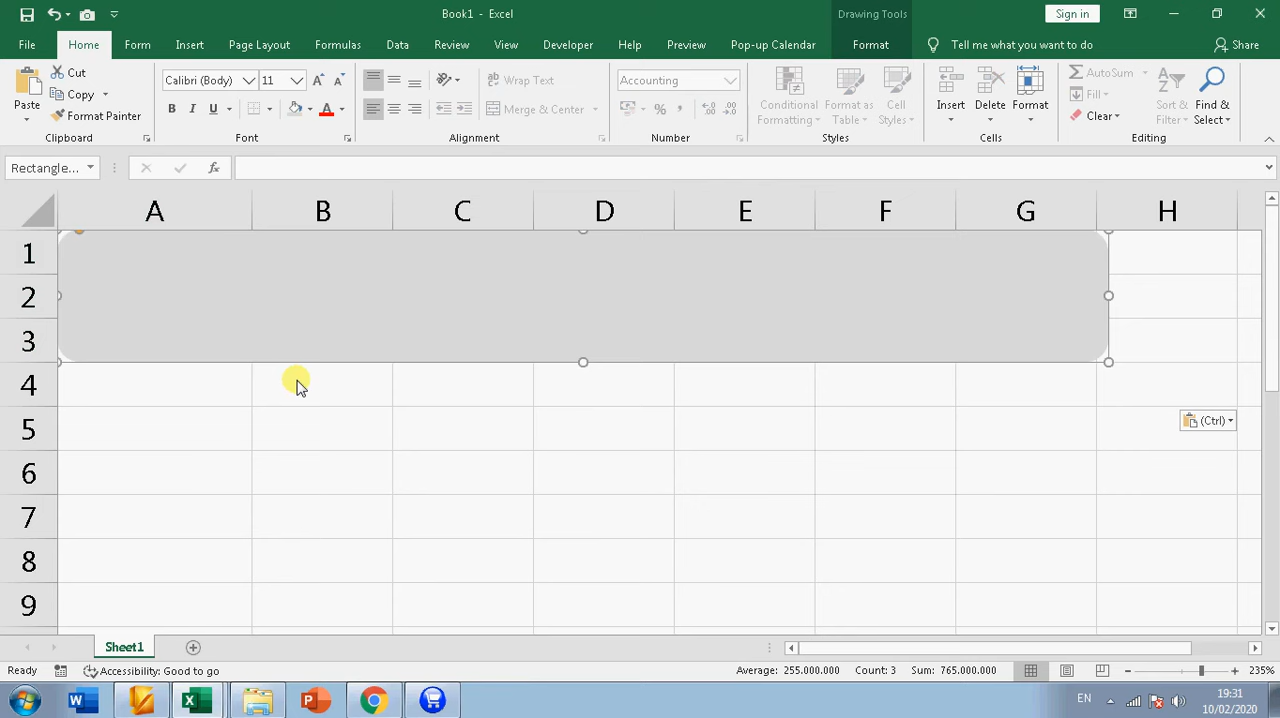 Book1 - Excel
Drawing Tools
Sign in
File
Home
Form
Insert
Page Layout
Formulas
Data
Review
View
Developer
Help
Preview
Pop-up Calendar
Format
Tell me what you want to do
Share
Paste
Cut
Copy
Format Painter
Clipboard
Calibri (Body)
11
B I U
Font
Wrap Text
Merge & Center
Alignment
Accounting
%
Number
Conditional
Formatting
Format as
Table
Cell
Styles
Styles
Insert
Delete
Format
Cells
AutoSum
Fill
Clear
Sort &
Filter
Find &
Select
Editing
Rectangle...
fx
A B C D E F G H
1
2
3
4
5
(Ctrl)
6
7
8
9
Sheet1
Ready
Accessibility: Good to go
Average: 255.000.000
Count: 3
Sum: 765.000.000
235%
EN
19:31
10/02/2020